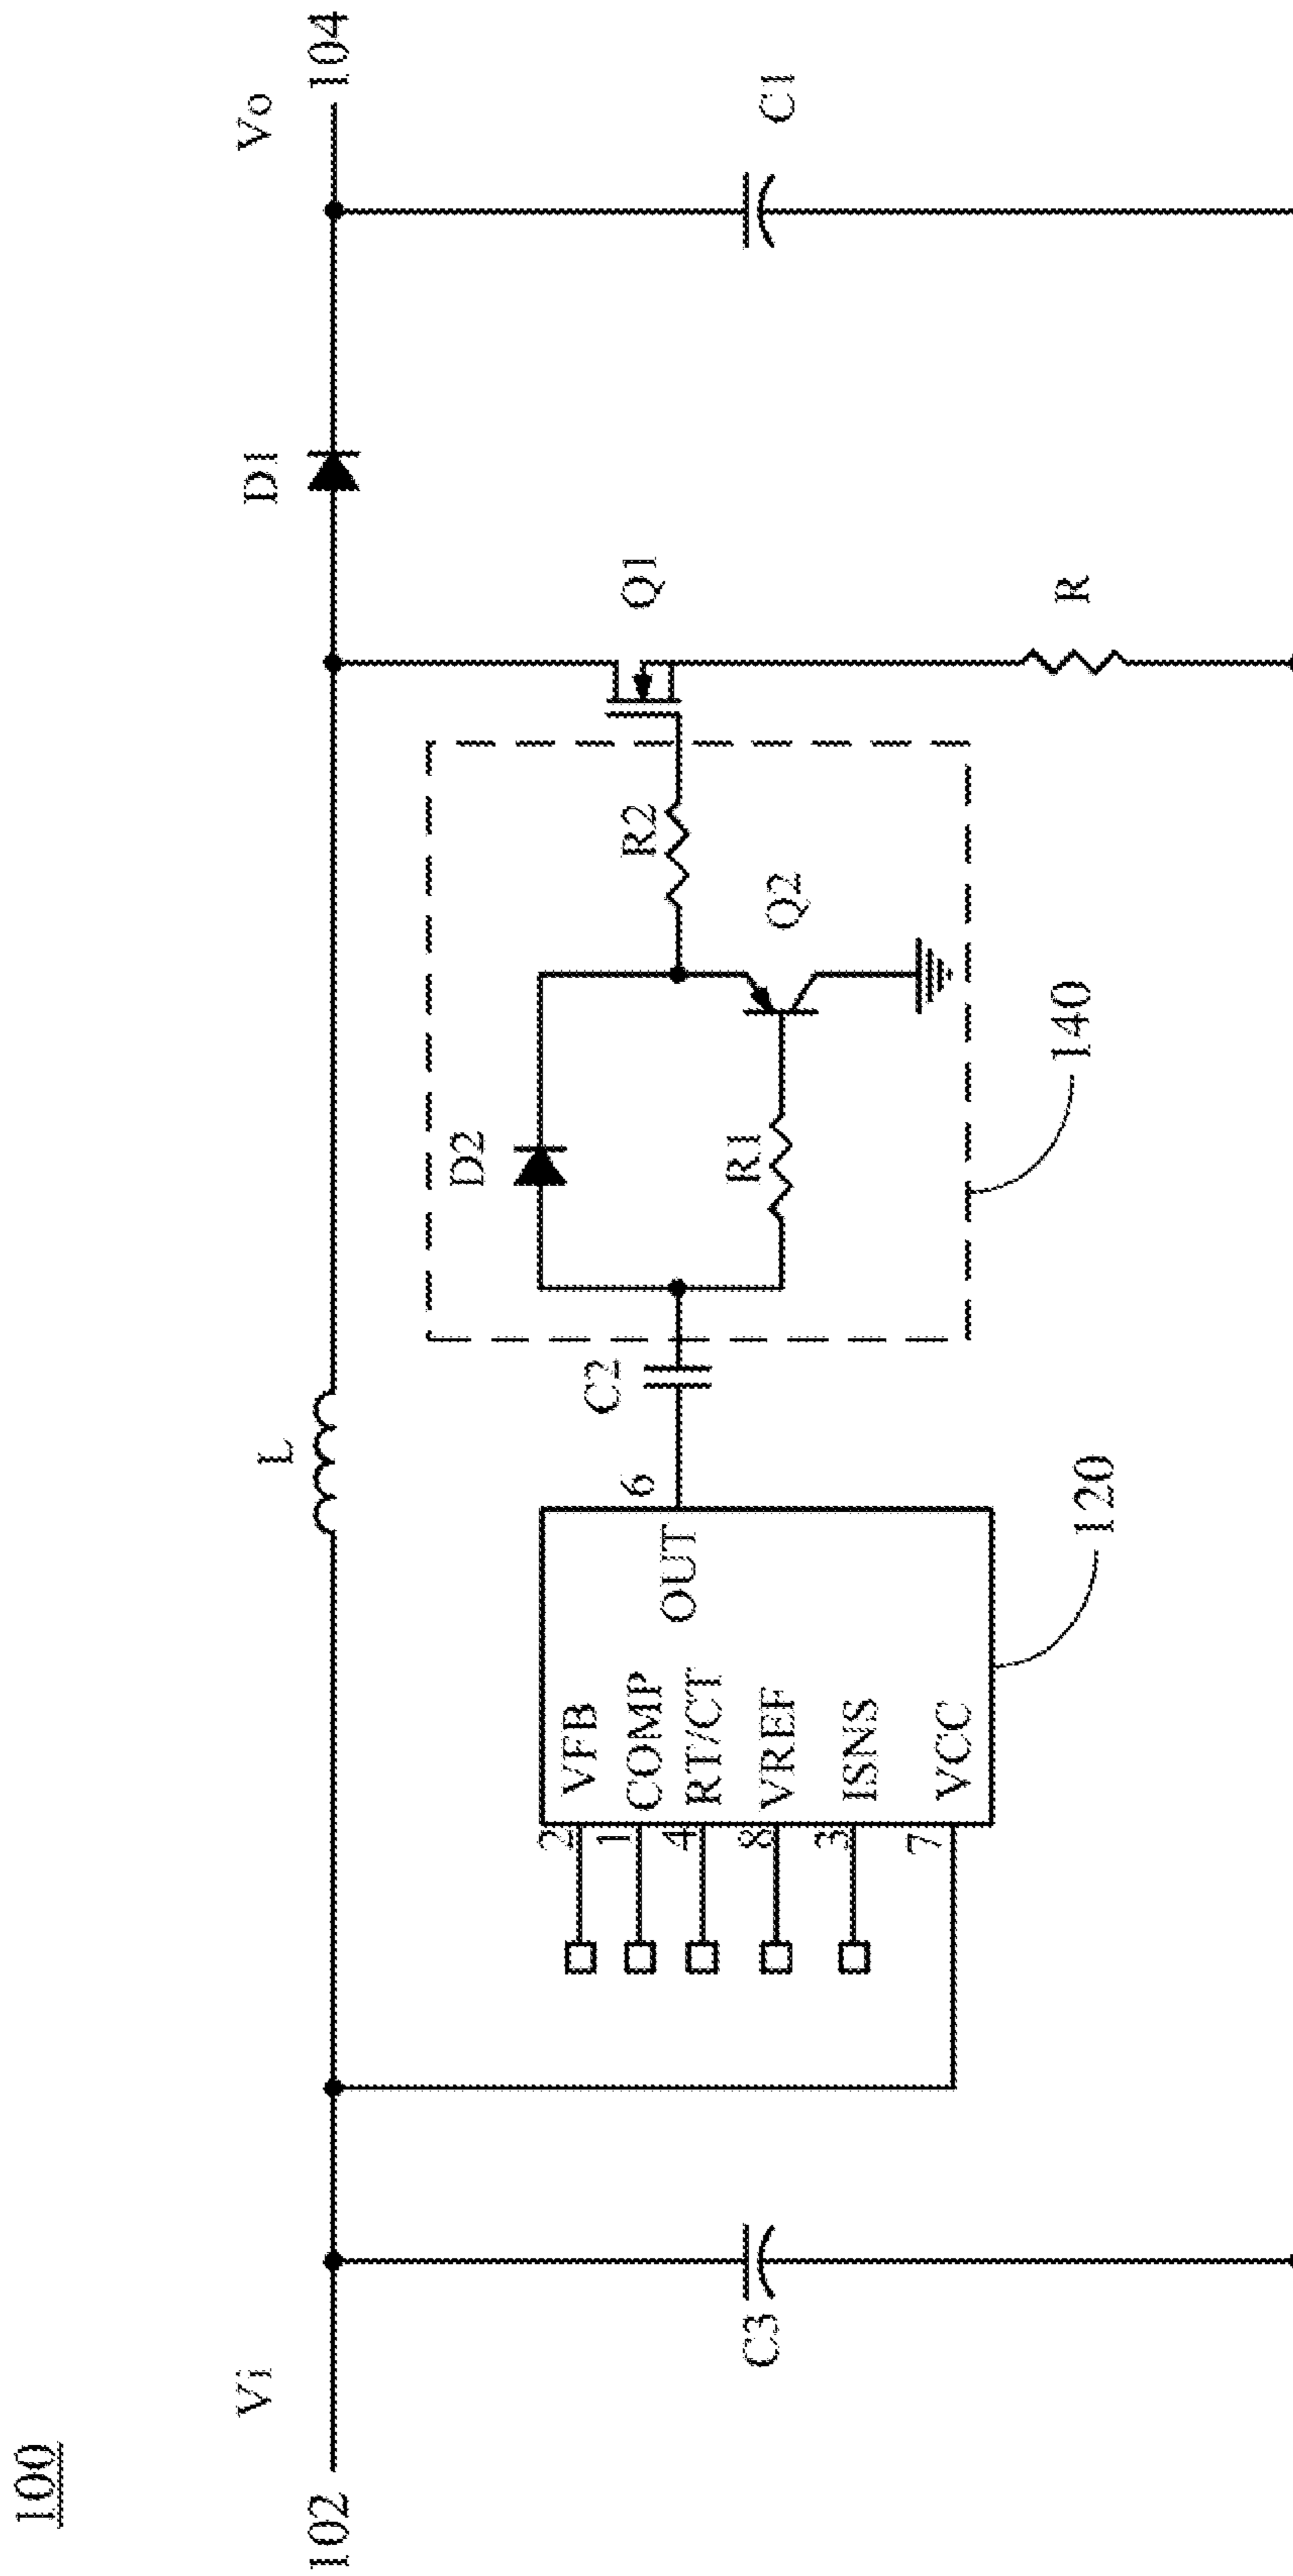 100
Vi
Vo
102
L
D1
104
C3
2 VFB
1 COMP
4 RT/CT
8 VREF
3 ISNS
7 VCC
OUT
6
120
C2
D2
R1
R2
Q2
140
Q1
R
C1